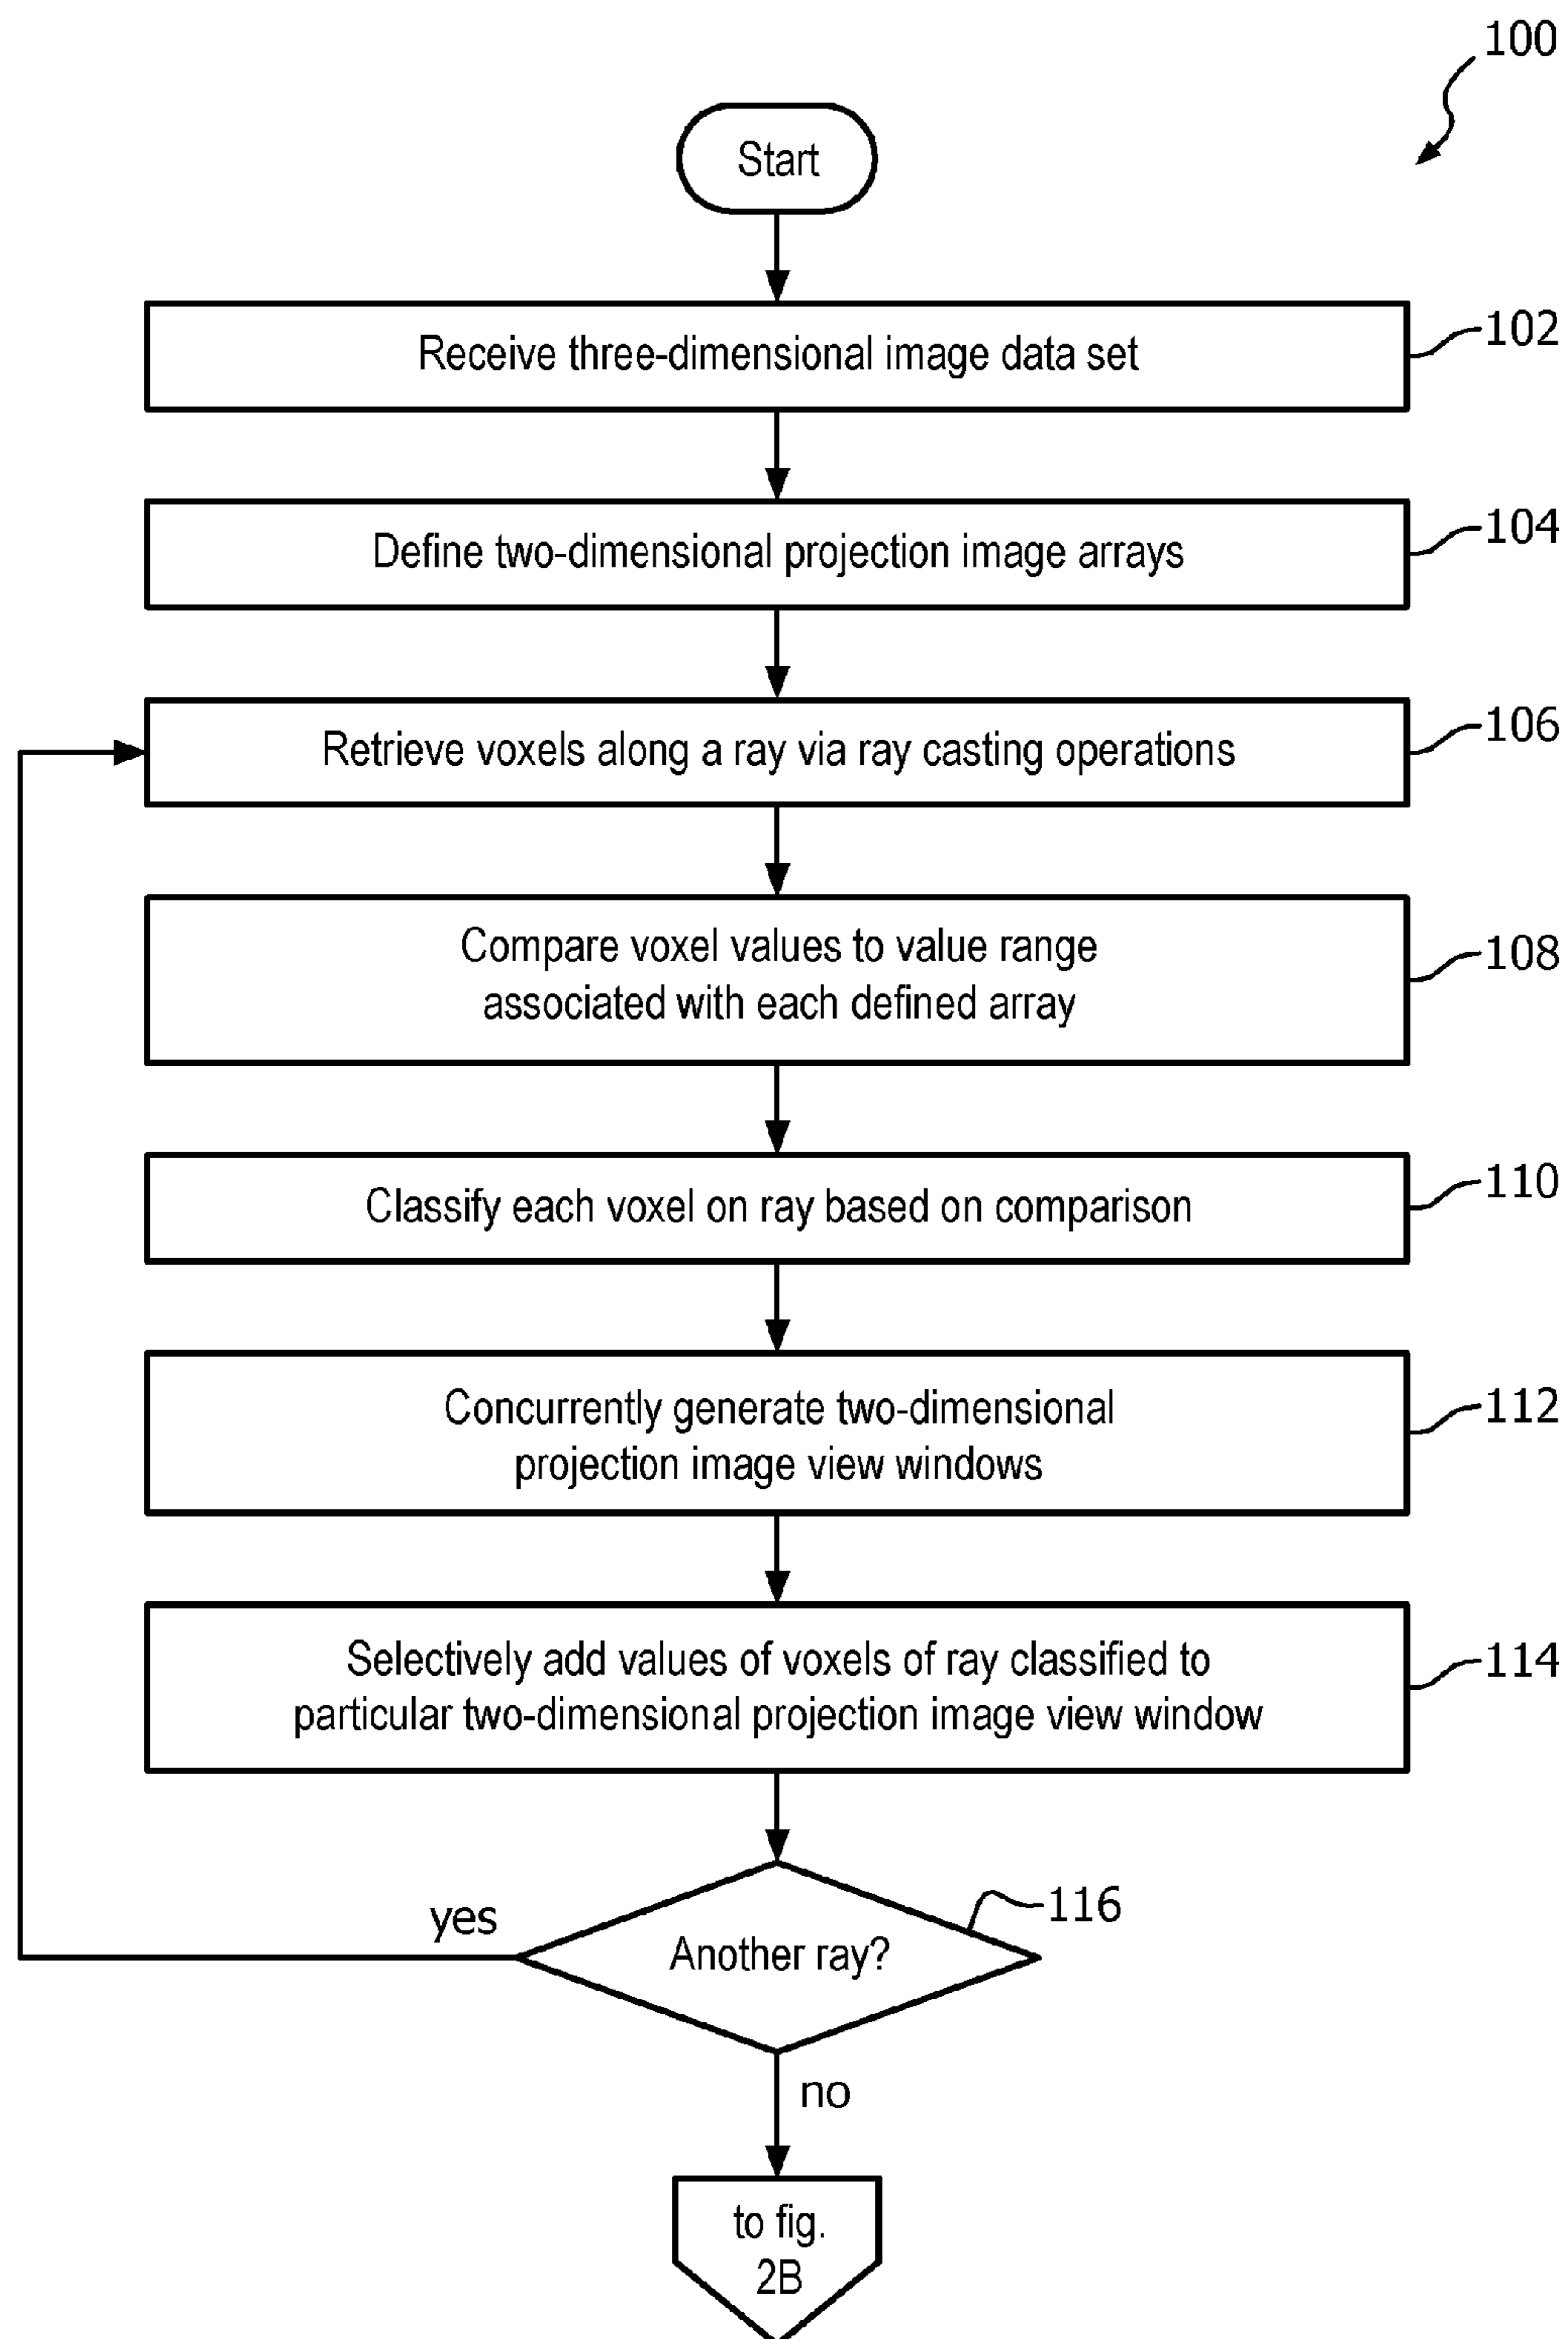 100
Start
Receive three-dimensional image data set
102
Define two-dimensional projection image arrays
104
Retrieve voxels along a ray via ray casting operations
106
Compare voxel values to value range
associated with each defined array
108
Classify each voxel on ray based on comparison
110
Concurrently generate two-dimensional
projection image view windows
112
Selectively add values of voxels of ray classified to
particular two-dimensional projection image view window
114
yes
116
Another ray?
no
to fig.
2B